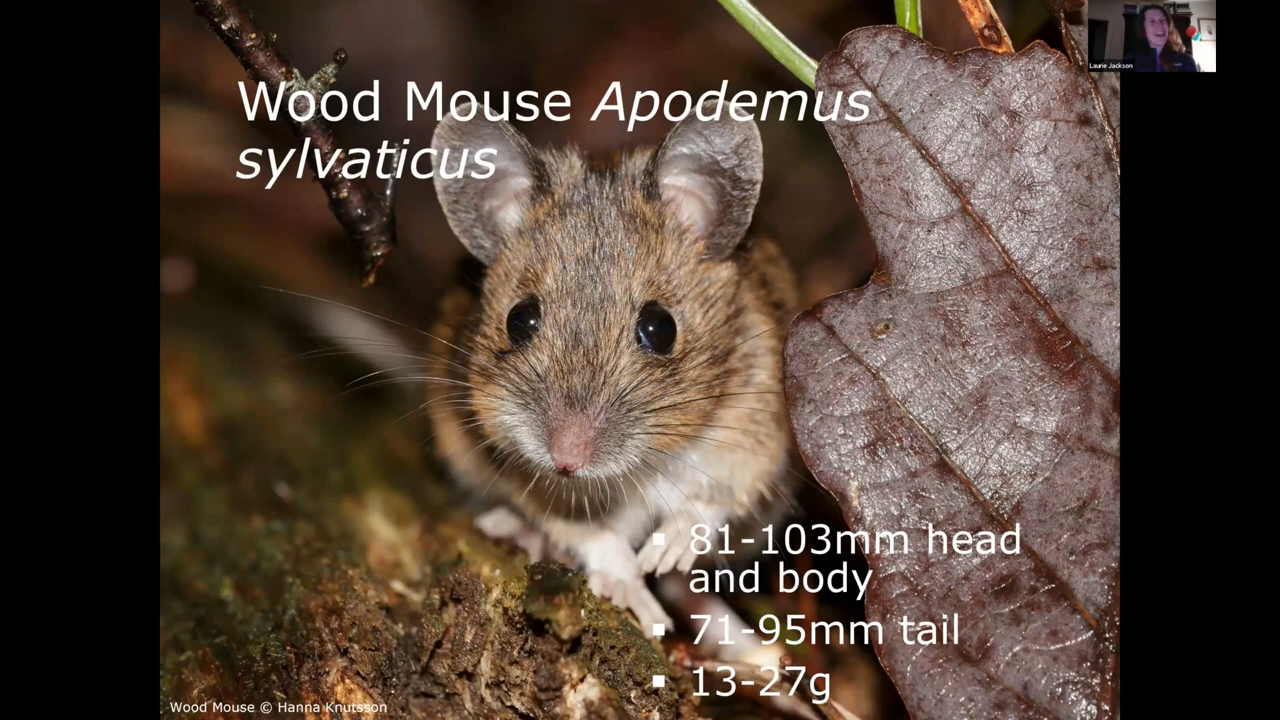 Laurie Jackson
Wood Mouse Apodemus
sylvaticus
81-103mm head
and body
71-95mm tail
13-27g
Wood Mouse © Hanna Knutsson